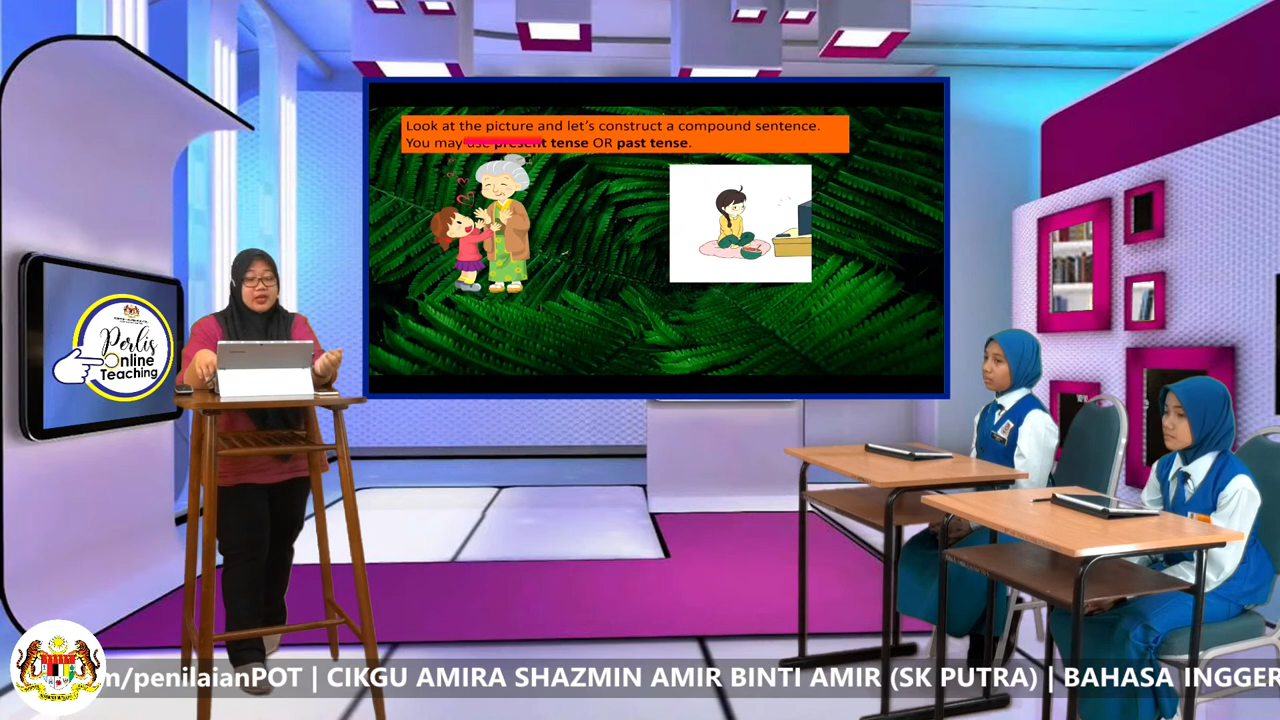 Look at the picture and let's construct a compound sentence.
You may use present tense OR past tense.
Perlis
Online
Teaching
m/penilaianPOT | CIKGU AMIRA SHAZMIN AMIR BINTI AMIR (SK PUTRA) | BAHASA INGGER